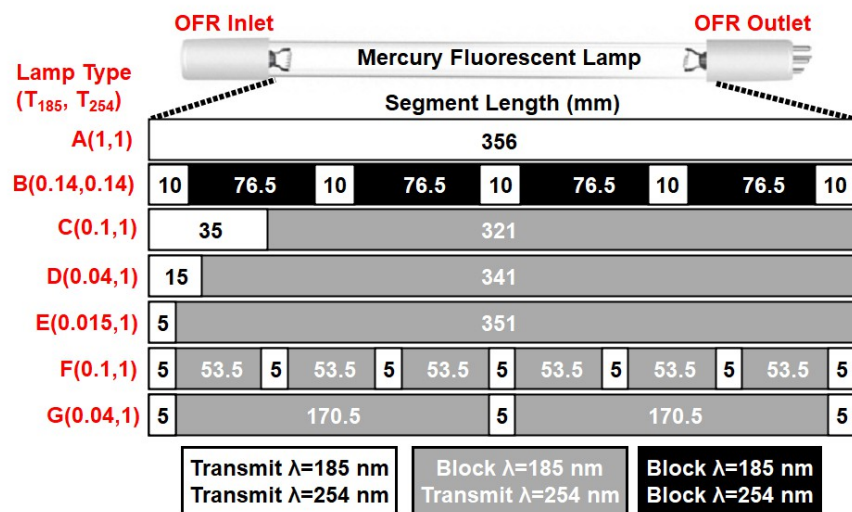 OFR Inlet
OFR Outlet
Mercury Fluorescent Lamp
Lamp Type
(T185, T254)
Segment Length (mm)
A(1,1) 356
B(0.14,0.14) 10 76.5 10 76.5 10 76.5 10 76.5 10
C(0.1,1) 35 321
D(0.04,1) 15 341
E(0.015,1) 5 351
F(0.1,1) 5 53.5 5 53.5 5 53.5 5 53.5 5 53.5 5 53.5 5
G(0.04,1) 5 170.5 5 170.5 5
Transmit λ=185 nm
Transmit λ=254 nm
Block λ=185 nm
Transmit λ=254 nm
Block λ=185 nm
Block λ=254 nm